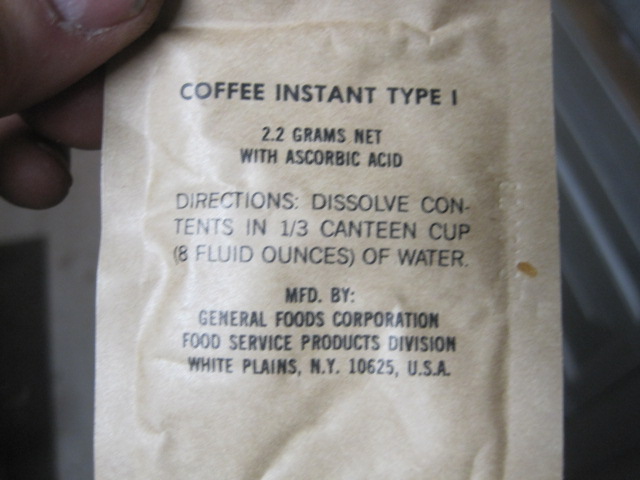 COFFEE INSTANT TYPE I
2.2 GRAMS NET
WITH ASCORBIC ACID
DIRECTIONS: DISSOLVE CON-
TENTS IN 1/3 CANTEEN CUP
(8 FLUID OUNCES) OF WATER.
MFD. BY:
GENERAL FOODS CORPORATION
FOOD SERVICE PRODUCTS DIVISION
WHITE PLAINS, N.Y. 10625, U.S.A.